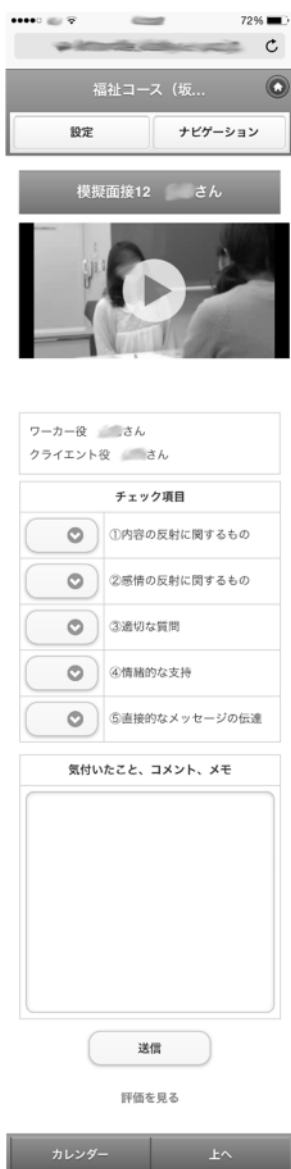 72%
福祉コース（坂...
設定
ナビゲーション
模擬面接12 さん
ワーカー役 さん
クライエント役 さん
チェック項目
①内容の反射に関するもの
②感情の反射に関するもの
③適切な質問
④情緒的な支持
⑤直接的なメッセージの伝達
気付いたこと、コメント、メモ
送信
評価を見る
カレンダー
上へ